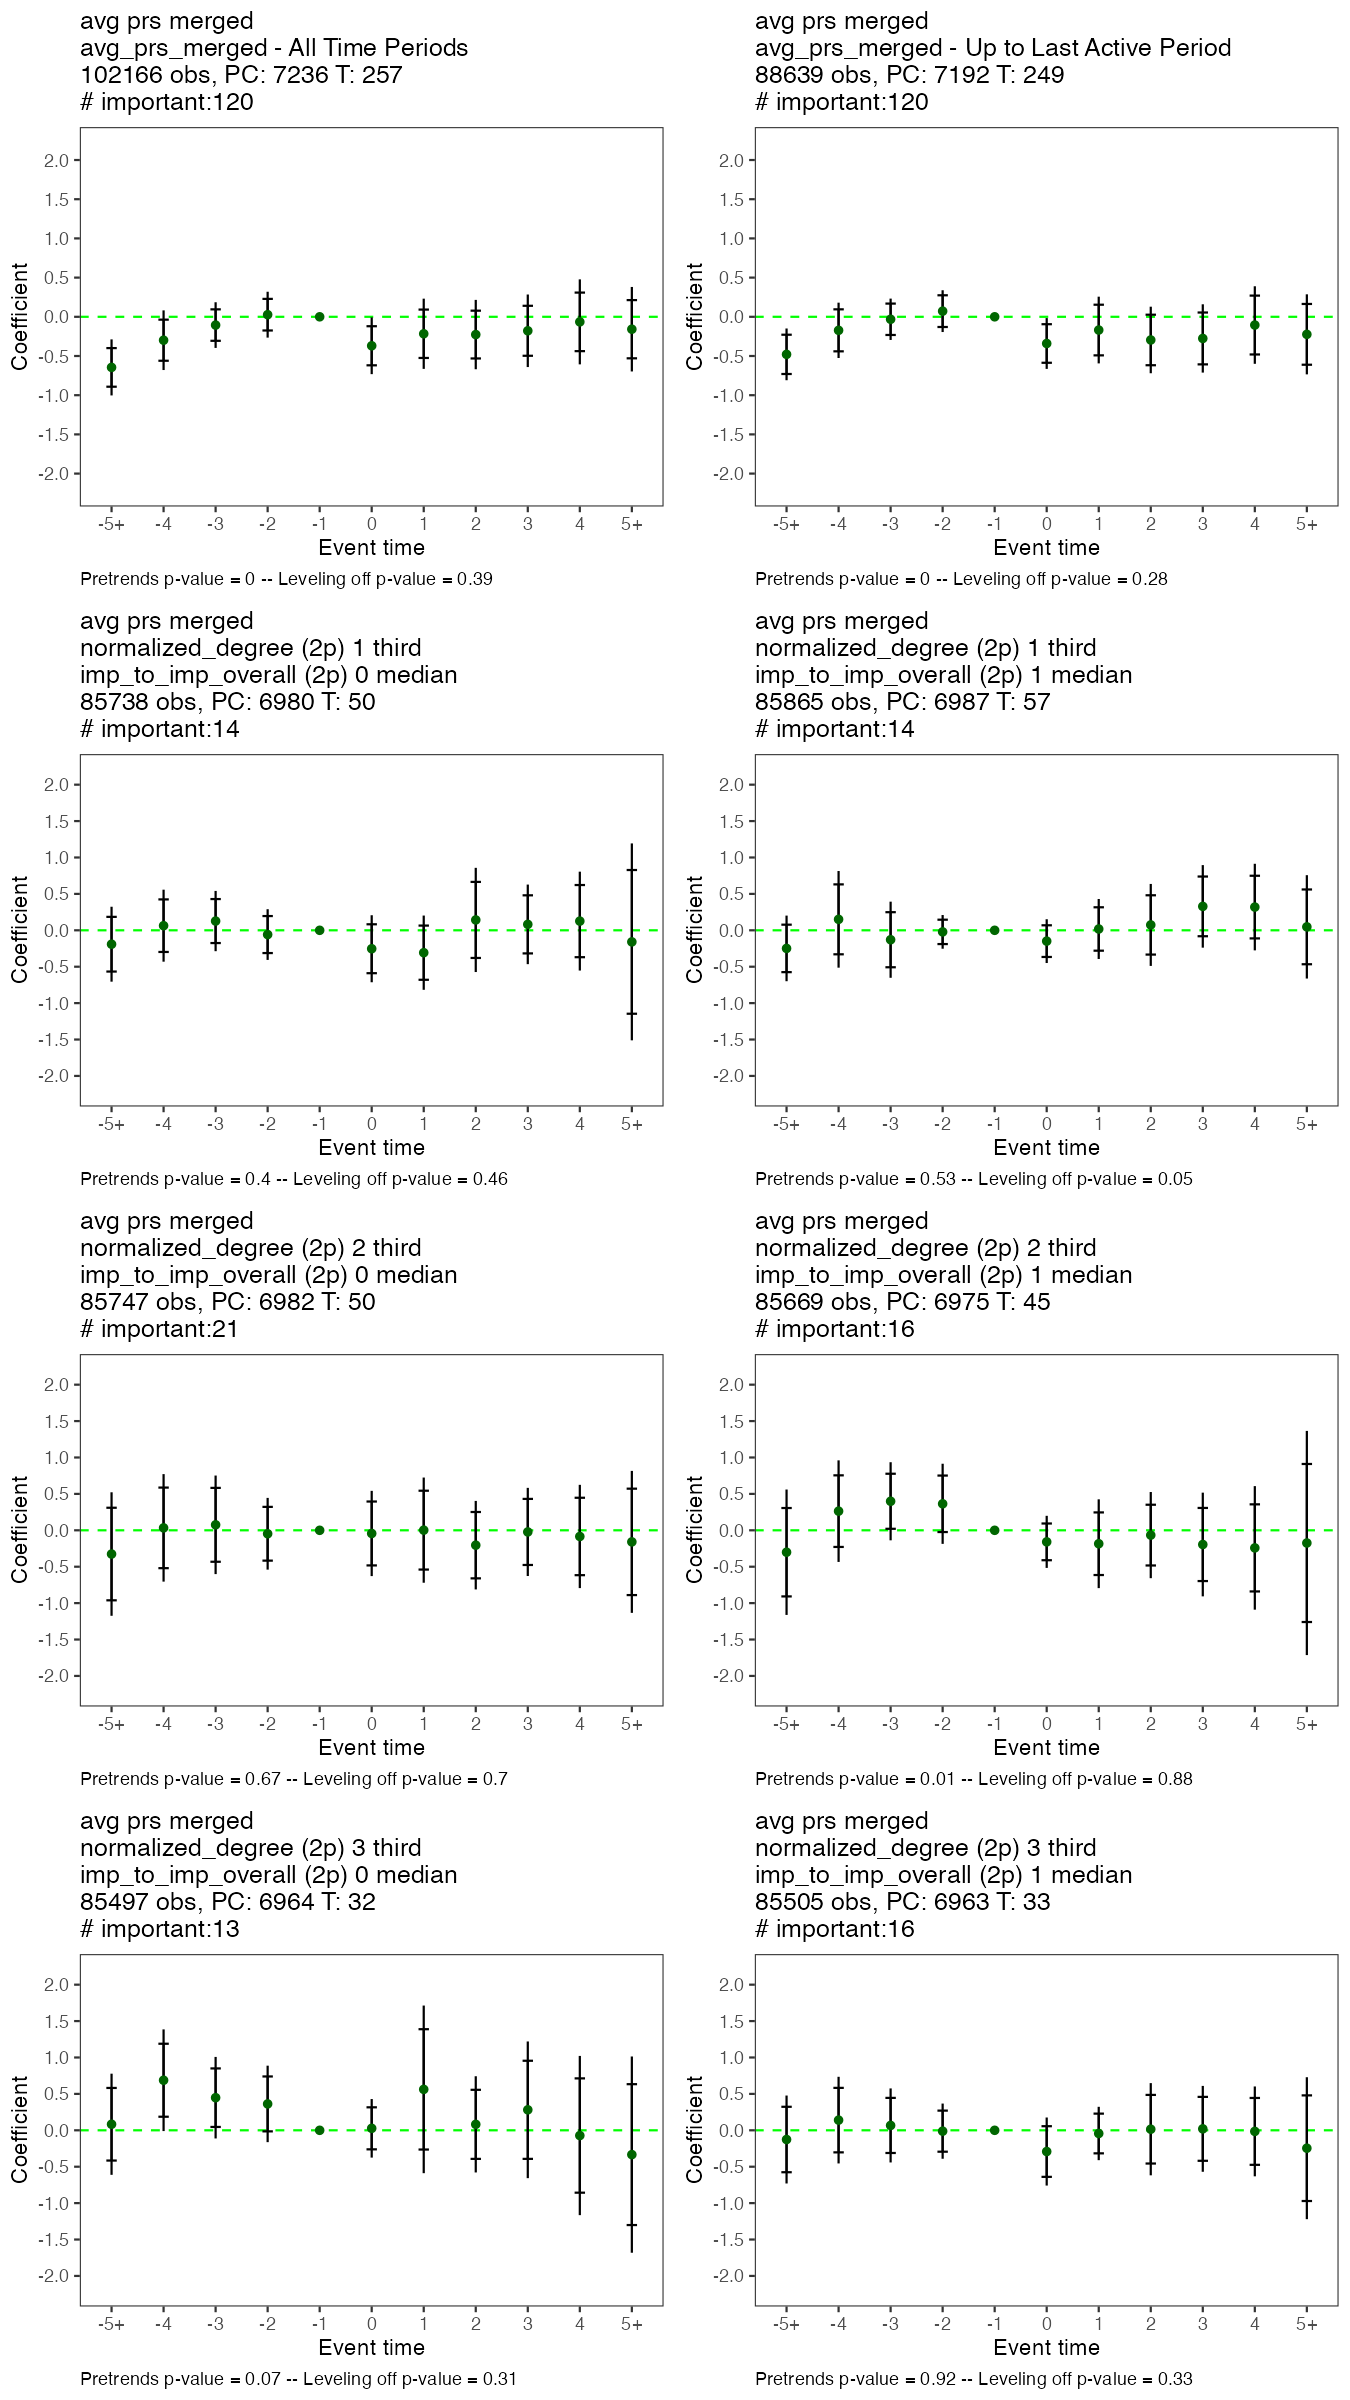 avg prs merged
avg_prs_merged - All Time Periods
102166 obs, PC: 7236 T: 257
# important:120
2.0
1.5
1.0
0.5
0.0
-0.5
-1.0
-1.5
-2.0
Coefficient
-5+ -4 -3 -2 -1 0 1 2 3 4 5+
Event time
Pretrends p-value = 0 -- Leveling off p-value = 0.39
avg prs merged
avg_prs_merged - Up to Last Active Period
88639 obs, PC: 7192 T: 249
# important:120
2.0
1.5
1.0
0.5
0.0
-0.5
-1.0
-1.5
-2.0
Coefficient
-5+ -4 -3 -2 -1 0 1 2 3 4 5+
Event time
Pretrends p-value = 0 -- Leveling off p-value = 0.28
avg prs merged
normalized_degree (2p) 1 third
imp_to_imp_overall (2p) 0 median
85738 obs, PC: 6980 T: 50
# important:14
2.0
1.5
1.0
0.5
0.0
-0.5
-1.0
-1.5
-2.0
Coefficient
-5+ -4 -3 -2 -1 0 1 2 3 4 5+
Event time
Pretrends p-value = 0.4 -- Leveling off p-value = 0.46
avg prs merged
normalized_degree (2p) 1 third
imp_to_imp_overall (2p) 1 median
85865 obs, PC: 6987 T: 57
# important:14
2.0
1.5
1.0
0.5
0.0
-0.5
-1.0
-1.5
-2.0
Coefficient
-5+ -4 -3 -2 -1 0 1 2 3 4 5+
Event time
Pretrends p-value = 0.53 -- Leveling off p-value = 0.05
avg prs merged
normalized_degree (2p) 2 third
imp_to_imp_overall (2p) 0 median
85747 obs, PC: 6982 T: 50
# important:21
2.0
1.5
1.0
0.5
0.0
-0.5
-1.0
-1.5
-2.0
Coefficient
-5+ -4 -3 -2 -1 0 1 2 3 4 5+
Event time
Pretrends p-value = 0.67 -- Leveling off p-value = 0.7
avg prs merged
normalized_degree (2p) 2 third
imp_to_imp_overall (2p) 1 median
85669 obs, PC: 6975 T: 45
# important:16
2.0
1.5
1.0
0.5
0.0
-0.5
-1.0
-1.5
-2.0
Coefficient
-5+ -4 -3 -2 -1 0 1 2 3 4 5+
Event time
Pretrends p-value = 0.01 -- Leveling off p-value = 0.88
avg prs merged
normalized_degree (2p) 3 third
imp_to_imp_overall (2p) 0 median
85497 obs, PC: 6964 T: 32
# important:13
2.0
1.5
1.0
0.5
0.0
-0.5
-1.0
-1.5
-2.0
Coefficient
-5+ -4 -3 -2 -1 0 1 2 3 4 5+
Event time
Pretrends p-value = 0.07 -- Leveling off p-value = 0.31
avg prs merged
normalized_degree (2p) 3 third
imp_to_imp_overall (2p) 1 median
85505 obs, PC: 6963 T: 33
# important:16
2.0
1.5
1.0
0.5
0.0
-0.5
-1.0
-1.5
-2.0
Coefficient
-5+ -4 -3 -2 -1 0 1 2 3 4 5+
Event time
Pretrends p-value = 0.92 -- Leveling off p-value = 0.33